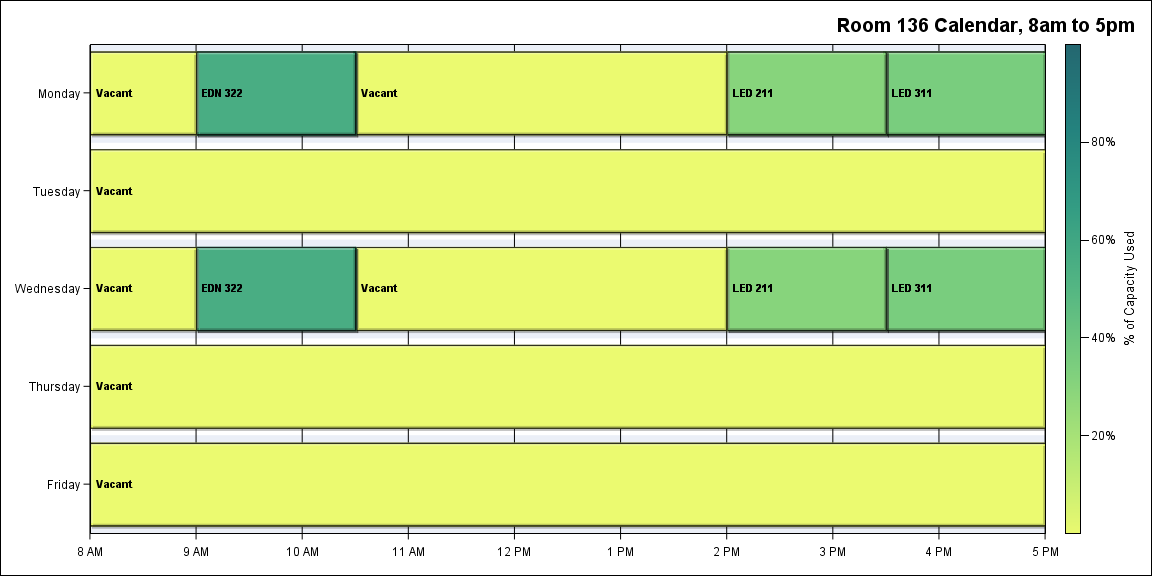 Room 136 Calendar, 8am to 5pm
Monday
Vacant
EDN 322
Vacant
LED 211
LED 311
Tuesday
Vacant
Wednesday
Vacant
EDN 322
Vacant
LED 211
LED 311
Thursday
Vacant
Friday
Vacant
8 AM
9 AM
10 AM
11 AM
12 PM
1 PM
2 PM
3 PM
4 PM
5 PM
80%
60%
40%
20%
% of Capacity Used